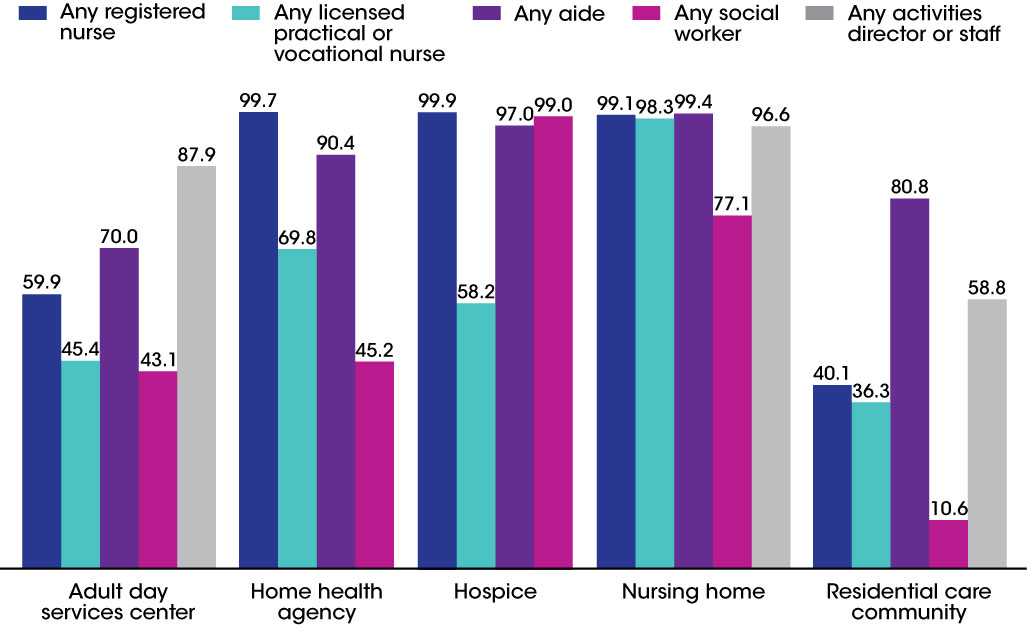 Any registered
nurse
Any licensed
practical or
vocational nurse
Any aide
Any social
worker
Any activities
director or staff
59.9
45.4
70.0
43.1
87.9
99.7
69.8
90.4
45.2
99.9
58.2
97.0
99.0
99.1
98.3
99.4
77.1
96.6
40.1
36.3
80.8
10.6
58.8
Adult day
services center
Home health
agency
Hospice
Nursing home
Residential care
community